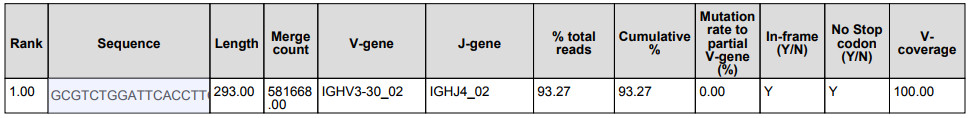 Rank Sequence Length Merge count V-gene J-gene % total reads Cumulative % Mutation rate to partial V-gene (%) In-frame (Y/N) No Stop codon (Y/N) V-coverage
1.00 GCGTCTGGATTCACCTT 293.00 581668.00 IGHV3-30_02 IGHJ4_02 93.27 93.27 0.00 Y Y 100.00